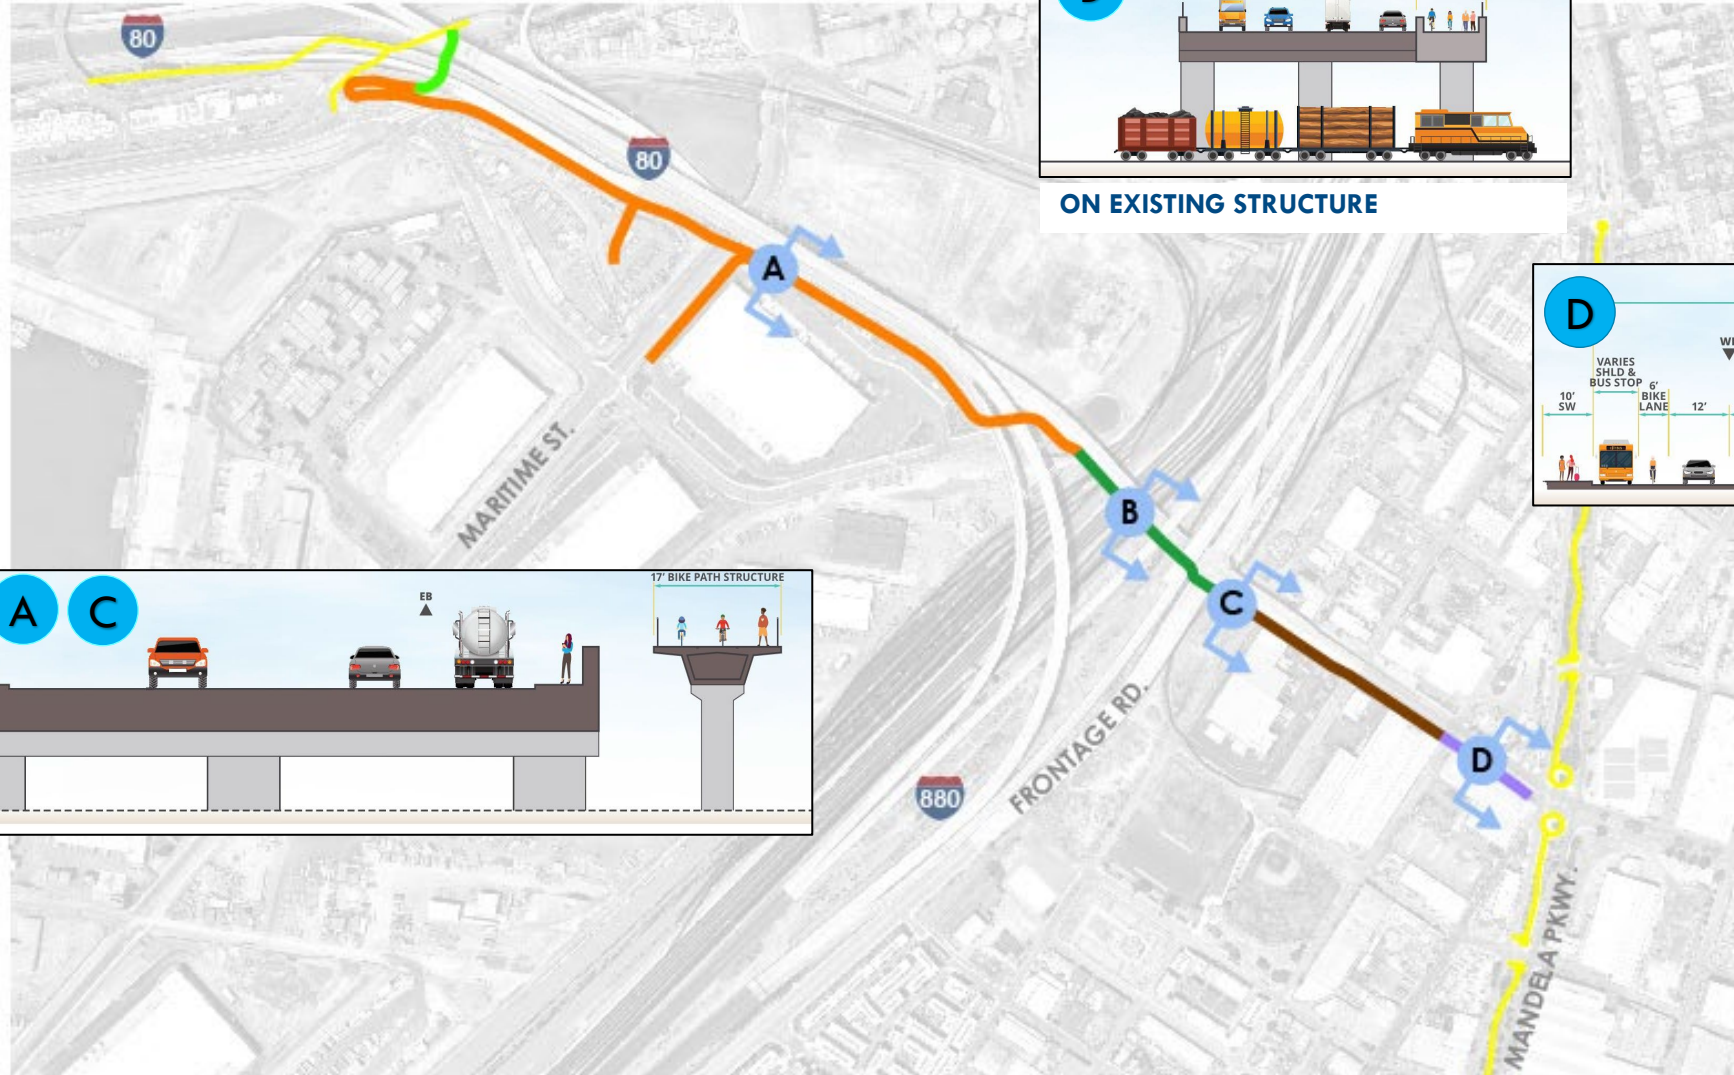 80
80
ON EXISTING STRUCTURE
A
D
VARIES
SHLD &
BUS STOP
10'
SW
6'
BIKE
LANE
12'
MARITIME ST.
B
A
C
EB
17' BIKE PATH STRUCTURE
C
FRONTAGE RD.
D
880
MANDELA PKWY.